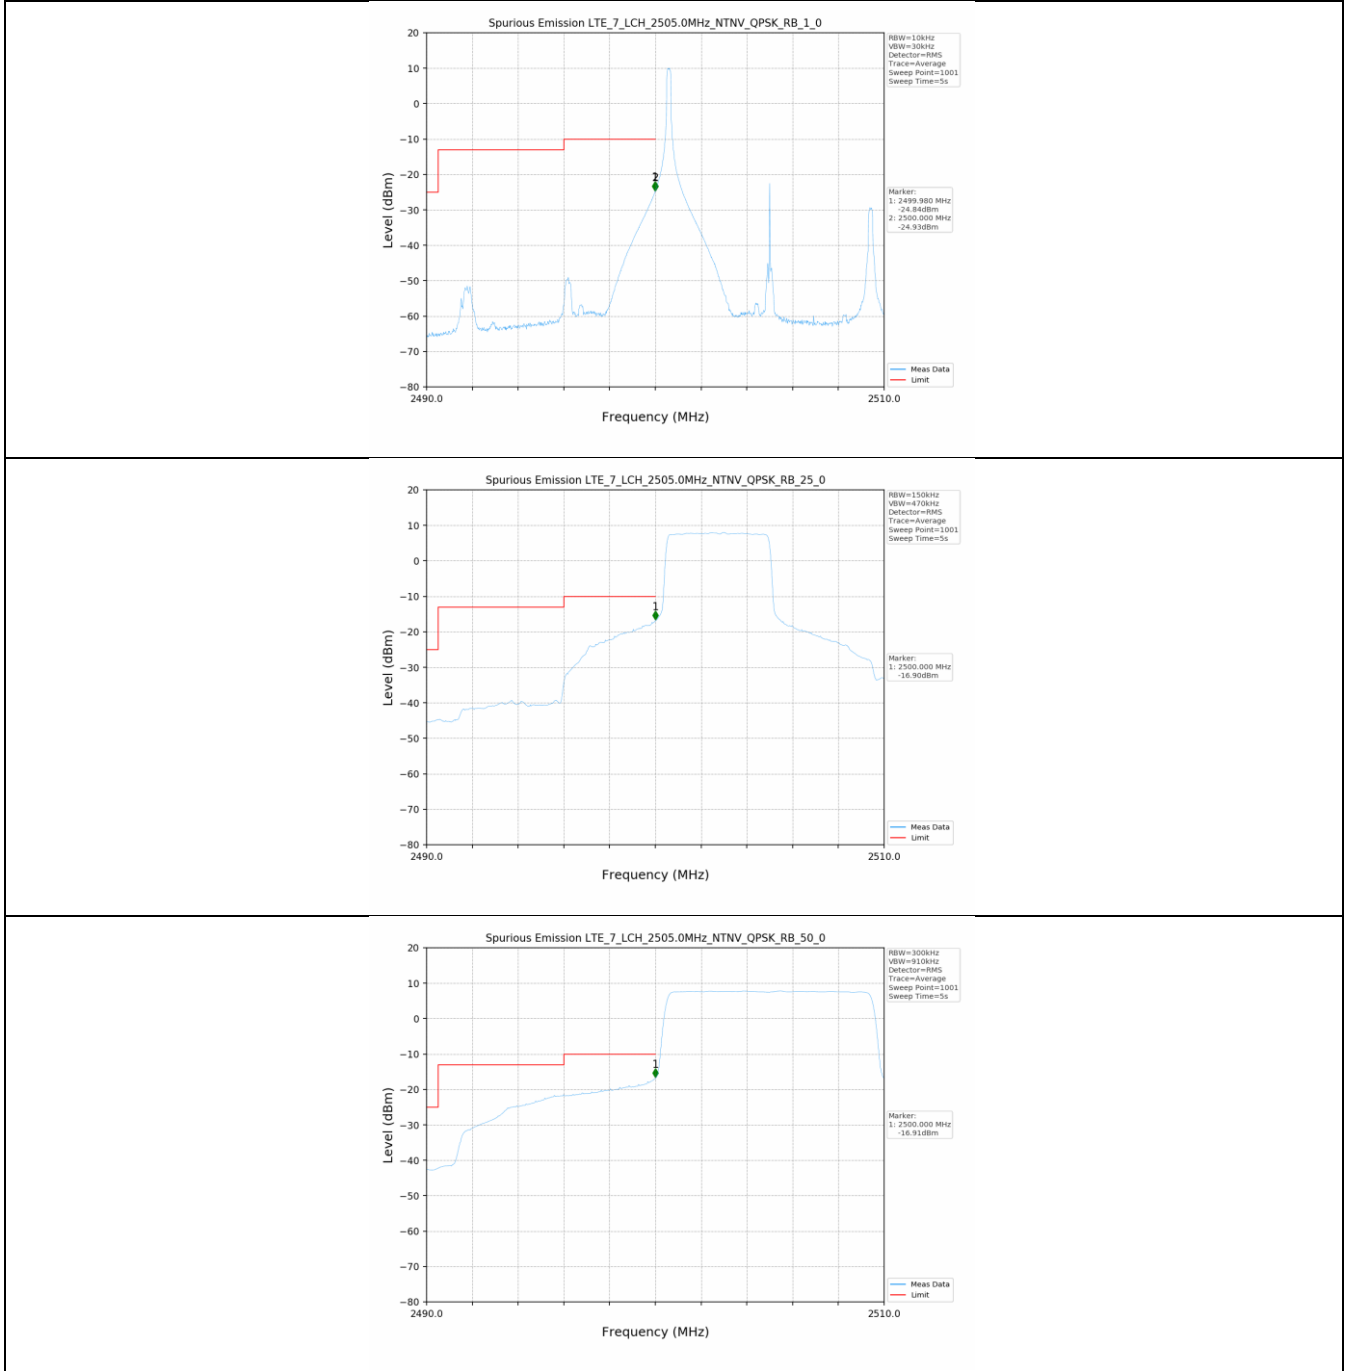 Spurious Emission LTE_7_LCH_2505.0MHz_NTNV_QPSK_RB_1_0
RBW=10kHz
VBW=30kHz
Detector=RMS
Trace=Average
Sweep Point=1001
Sweep Time=5s
20
10
0
−10
−20
−30
−40
−50
−60
−70
−80
Level (dBm)
2
Marker:
1: 2499.980 MHz
-24.84dBm
2: 2500.000 MHz
-24.93dBm
Meas Data
Limit
2490.0
2510.0
Frequency (MHz)
Spurious Emission LTE_7_LCH_2505.0MHz_NTNV_QPSK_RB_25_0
RBW=150kHz
VBW=470kHz
Detector=RMS
Trace=Average
Sweep Point=1001
Sweep Time=5s
20
10
0
−10
−20
−30
−40
−50
−60
−70
−80
Level (dBm)
1
Marker:
1: 2500.000 MHz
-16.90dBm
Meas Data
Limit
2490.0
2510.0
Frequency (MHz)
Spurious Emission LTE_7_LCH_2505.0MHz_NTNV_QPSK_RB_50_0
RBW=300kHz
VBW=910kHz
Detector=RMS
Trace=Average
Sweep Point=1001
Sweep Time=5s
20
10
0
−10
−20
−30
−40
−50
−60
−70
−80
Level (dBm)
1
Marker:
1: 2500.000 MHz
-16.91dBm
Meas Data
Limit
2490.0
2510.0
Frequency (MHz)